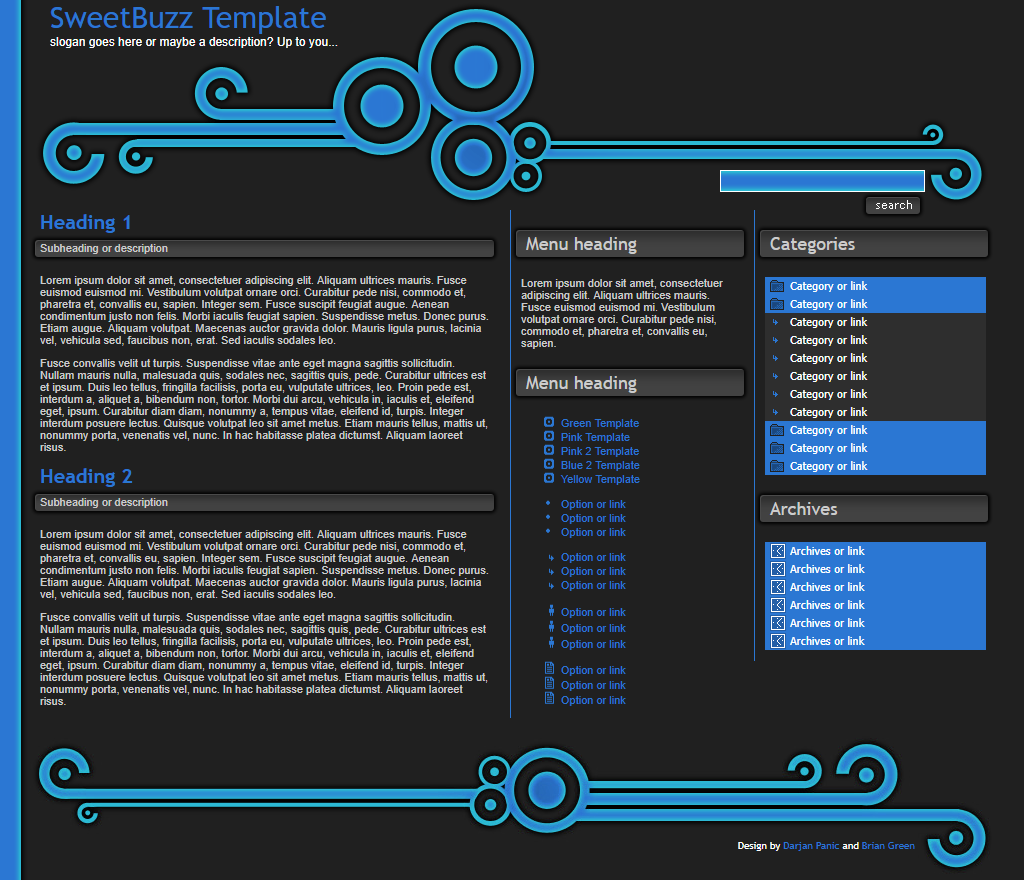 SweetBuzz Template
slogan goes here or maybe a description? Up to you...
search
Heading 1
Subheading or description
Lorem ipsum dolor sit amet, consectetuer adipiscing elit. Aliquam ultrices mauris. Fusce
euismod euismod mi. Vestibulum volutpat ornare orci. Curabitur pede nisi, commodo et,
pharetra et, convallis eu, sapien. Integer sem. Fusce suscipit feugiat augue. Aenean
condimentum justo non felis. Morbi iaculis feugiat sapien. Suspendisse metus. Donec purus.
Etiam augue. Aliquam volutpat. Maecenas auctor gravida dolor. Mauris ligula purus, lacinia
vel, vehicula sed, faucibus non, erat. Sed iaculis sodales leo.
Fusce convallis velit ut turpis. Suspendisse vitae ante eget magna sagittis sollicitudin.
Nullam mauris nulla, malesuada quis, sodales nec, sagittis quis, pede. Curabitur ultrices est
et ipsum. Duis leo tellus, fringilla facilisis, porta eu, vulputate ultrices, leo. Proin pede est,
interdum a, aliquet a, bibendum non, tortor. Morbi dui arcu, vehicula in, iaculis et, eleifend
eget, ipsum. Curabitur diam diam, nonummy a, tempus vitae, eleifend id, turpis. Integer
interdum posuere lectus. Quisque volutpat leo sit amet metus. Etiam mauris tellus, mattis ut,
nonummy porta, venenatis vel, nunc. In hac habitasse platea dictumst. Aliquam laoreet
risus.
Heading 2
Subheading or description
Lorem ipsum dolor sit amet, consectetuer adipiscing elit. Aliquam ultrices mauris. Fusce
euismod euismod mi. Vestibulum volutpat ornare orci. Curabitur pede nisi, commodo et,
pharetra et, convallis eu, sapien. Integer sem. Fusce suscipit feugiat augue. Aenean
condimentum justo non felis. Morbi iaculis feugiat sapien. Suspendisse metus. Donec purus.
Etiam augue. Aliquam volutpat. Maecenas auctor gravida dolor. Mauris ligula purus, lacinia
vel, vehicula sed, faucibus non, erat. Sed iaculis sodales leo.
Fusce convallis velit ut turpis. Suspendisse vitae ante eget magna sagittis sollicitudin.
Nullam mauris nulla, malesuada quis, sodales nec, sagittis quis, pede. Curabitur ultrices est
et ipsum. Duis leo tellus, fringilla facilisis, porta eu, vulputate ultrices, leo. Proin pede est,
interdum a, aliquet a, bibendum non, tortor. Morbi dui arcu, vehicula in, iaculis et, eleifend
eget, ipsum. Curabitur diam diam, nonummy a, tempus vitae, eleifend id, turpis. Integer
interdum posuere lectus. Quisque volutpat leo sit amet metus. Etiam mauris tellus, mattis ut,
nonummy porta, venenatis vel, nunc. In hac habitasse platea dictumst. Aliquam laoreet
risus.
Menu heading
Lorem ipsum dolor sit amet, consectetuer
adipiscing elit. Aliquam ultrices mauris.
Fusce euismod euismod mi. Vestibulum
volutpat ornare orci. Curabitur pede nisi,
commodo et, pharetra et, convallis eu,
sapien.
Menu heading
Green Template
Pink Template
Pink 2 Template
Blue 2 Template
Yellow Template
Option or link
Option or link
Option or link
Option or link
Option or link
Option or link
Option or link
Option or link
Option or link
Option or link
Option or link
Option or link
Categories
Category or link
Category or link
Category or link
Category or link
Category or link
Category or link
Category or link
Category or link
Category or link
Category or link
Category or link
Archives
Archives or link
Archives or link
Archives or link
Archives or link
Archives or link
Archives or link
Design by Darjan Panic and Brian Green